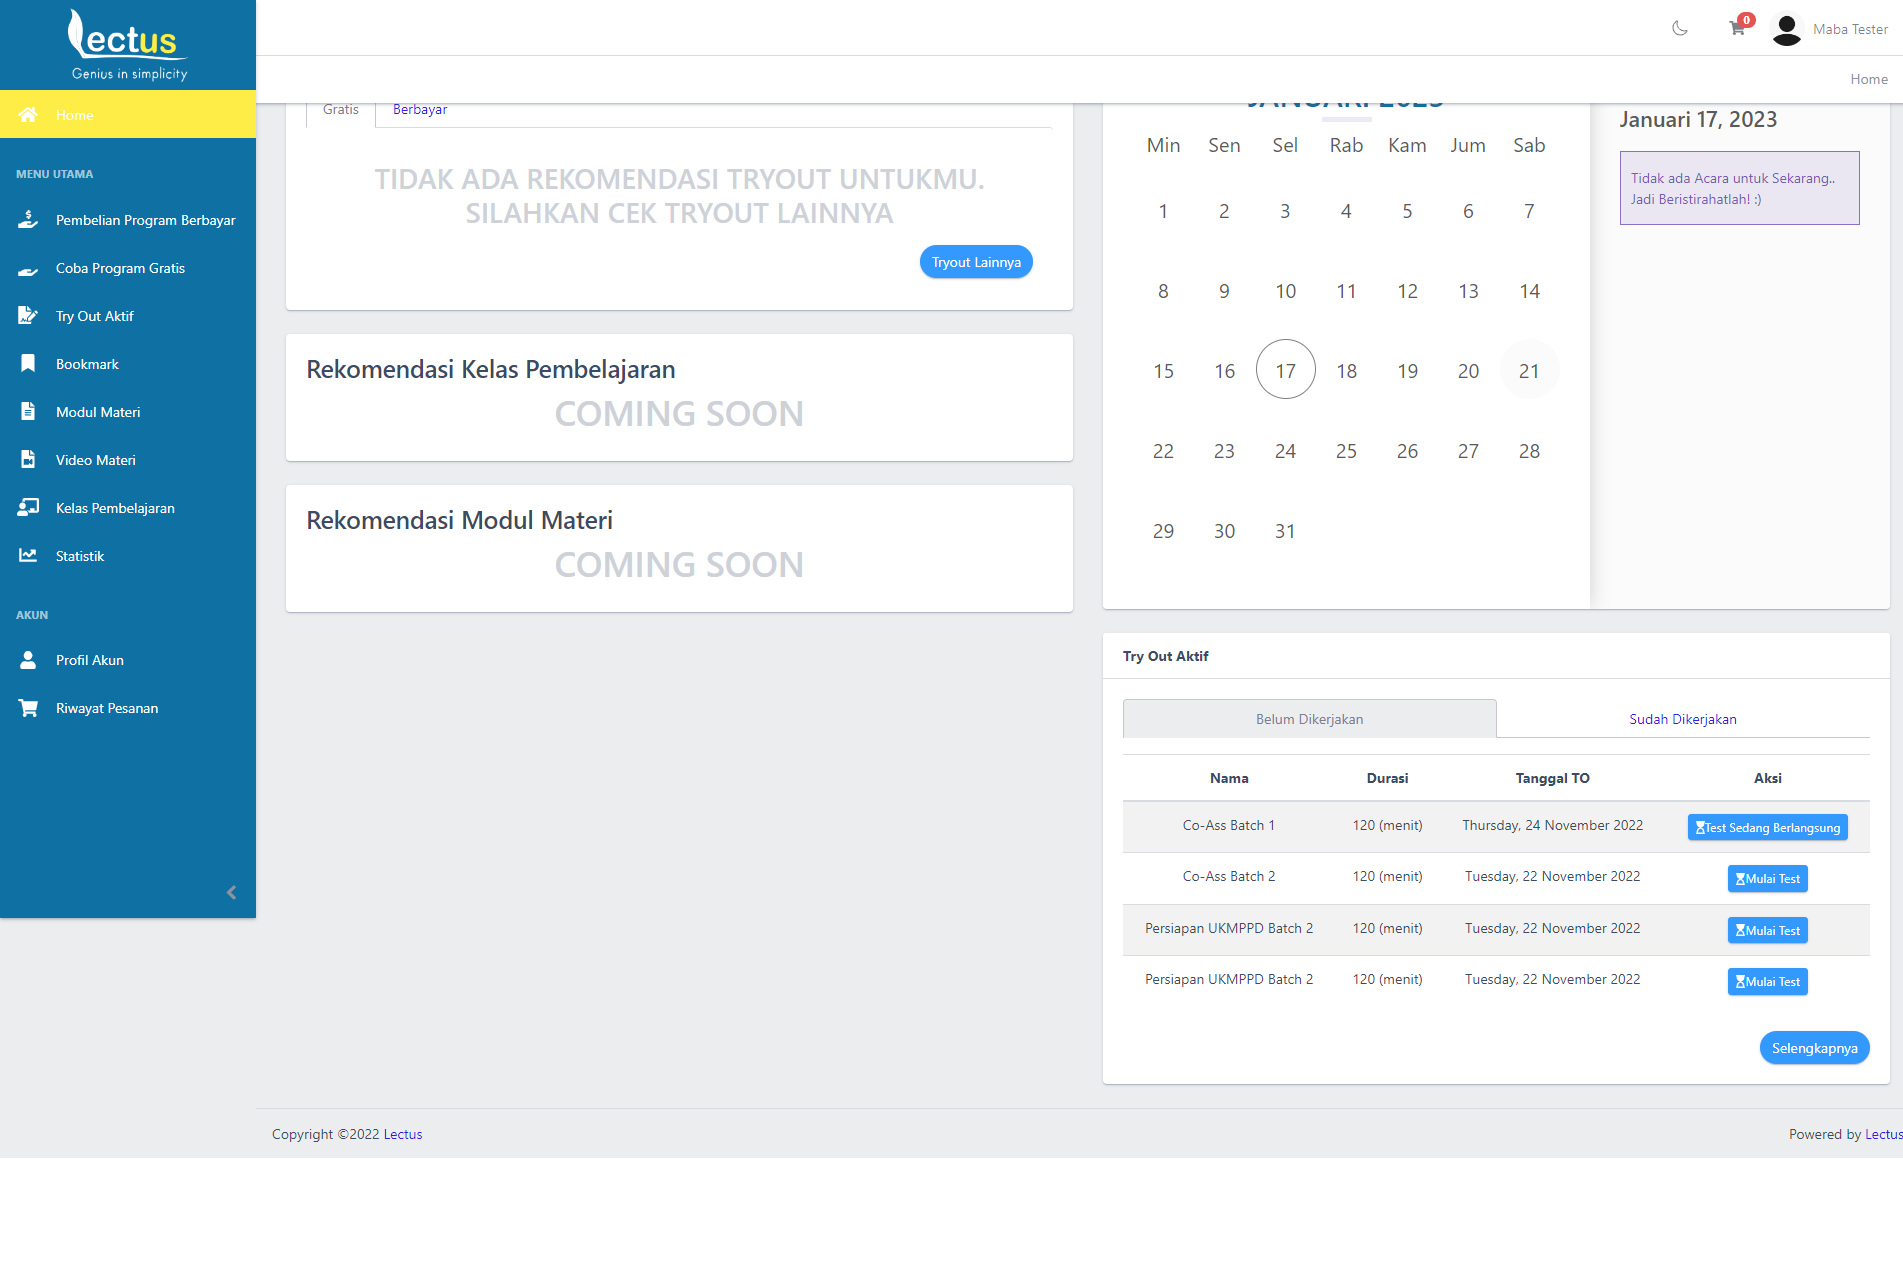 Lectus
Genius in simplicity
0
Maba Tester
Home
Home
MENU UTAMA
Pembelian Program Berbayar
Coba Program Gratis
Try Out Aktif
Bookmark
Modul Materi
Video Materi
Kelas Pembelajaran
Statistik
AKUN
Profil Akun
Riwayat Pesanan
Gratis
Berbayar
TIDAK ADA REKOMENDASI TRYOUT UNTUKMU.
SILAHKAN CEK TRYOUT LAINNYA
Tryout Lainnya
Rekomendasi Kelas Pembelajaran
COMING SOON
Rekomendasi Modul Materi
COMING SOON
JANUARI 2023
Min Sen Sel Rab Kam Jum Sab
1 2 3 4 5 6 7
8 9 10 11 12 13 14
15 16 17 18 19 20 21
22 23 24 25 26 27 28
29 30 31
Januari 17, 2023
Tidak ada Acara untuk Sekarang..
Jadi Beristirahatlah! :)
Try Out Aktif
Belum Dikerjakan
Sudah Dikerjakan
Nama Durasi Tanggal TO Aksi
Co-Ass Batch 1 120 (menit) Thursday, 24 November 2022 Test Sedang Berlangsung
Co-Ass Batch 2 120 (menit) Tuesday, 22 November 2022 Mulai Test
Persiapan UKMPPD Batch 2 120 (menit) Tuesday, 22 November 2022 Mulai Test
Persiapan UKMPPD Batch 2 120 (menit) Tuesday, 22 November 2022 Mulai Test
Selengkapnya
Copyright ©2022 Lectus
Powered by Lectus